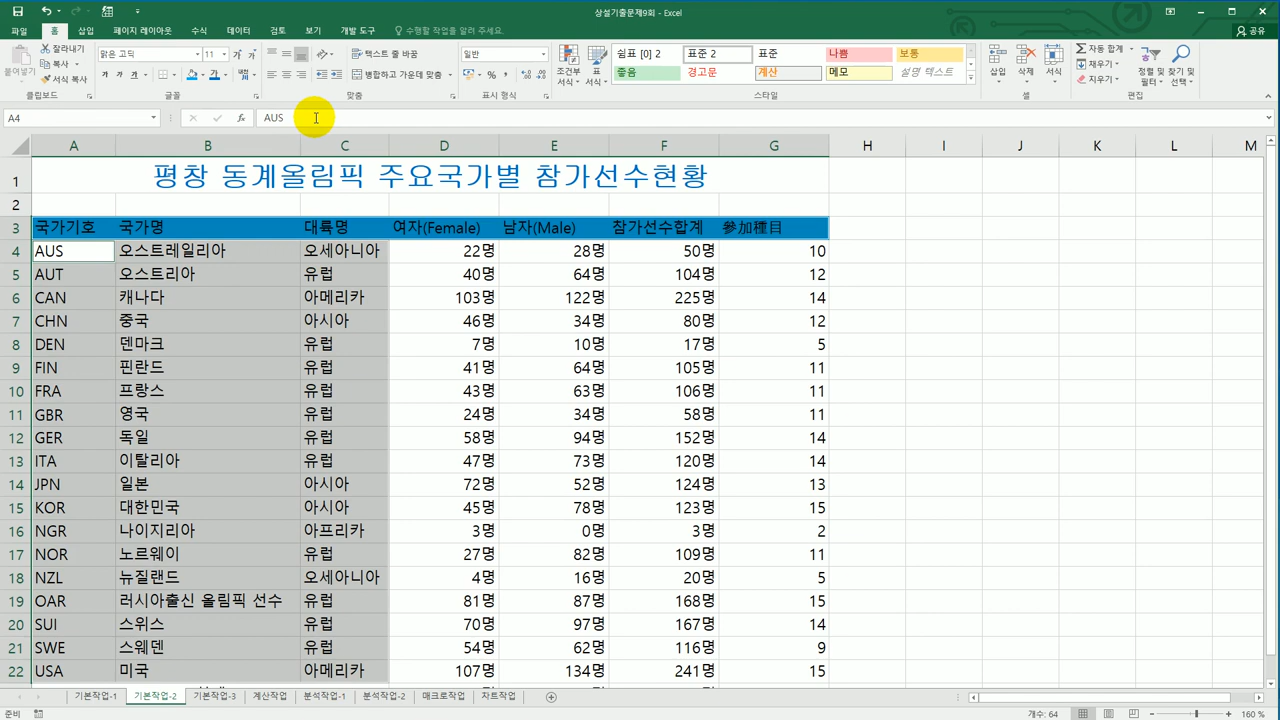 상설기출문제9회 - Excel
파일 홈 삽입 페이지 레이아웃 수식 데이터 검토 보기 개발 도구 수행할 작업을 알려 주세요. 공유
붙여넣기 잘라내기 복사 서식 복사 클립보드
맑은 고딕 11 가 가 가 가 가 글꼴
텍스트 줄 바꿈 병합하고 가운데 맞춤 맞춤
일반 % 표시 형식
조건부 서식 표 서식
쉼표 [0] 2 표준 2 표준 나쁨 보통
좋음 경고문 계산 메모 설명 텍스트
스타일
삽입 삭제 서식 셀
자동 합계 채우기 지우기 정렬 및 필터 찾기 및 선택 편집
A4 fx AUS
A B C D E F G H I J K L M
1 평창 동계올림픽 주요국가별 참가선수현황
2
3 국가기호 국가명 대륙명 여자(Female) 남자(Male) 참가선수합계 參加種目
4 AUS 오스트레일리아 오세아니아 22명 28명 50명 10
5 AUT 오스트리아 유럽 40명 64명 104명 12
6 CAN 캐나다 아메리카 103명 122명 225명 14
7 CHN 중국 아시아 46명 34명 80명 12
8 DEN 덴마크 유럽 7명 10명 17명 5
9 FIN 핀란드 유럽 41명 64명 105명 11
10 FRA 프랑스 유럽 43명 63명 106명 11
11 GBR 영국 유럽 24명 34명 58명 11
12 GER 독일 유럽 58명 94명 152명 14
13 ITA 이탈리아 유럽 47명 73명 120명 14
14 JPN 일본 아시아 72명 52명 124명 13
15 KOR 대한민국 아시아 45명 78명 123명 15
16 NGR 나이지리아 아프리카 3명 0명 3명 2
17 NOR 노르웨이 유럽 27명 82명 109명 11
18 NZL 뉴질랜드 오세아니아 4명 16명 20명 5
19 OAR 러시아출신 올림픽 선수 유럽 81명 87명 168명 15
20 SUI 스위스 유럽 70명 97명 167명 14
21 SWE 스웨덴 유럽 54명 62명 116명 9
22 USA 미국 아메리카 107명 134명 241명 15
기본작업-1 기본작업-2 기본작업-3 계산작업 분석작업-1 분석작업-2 매크로작업 차트작업
준비 개수: 64 160 %